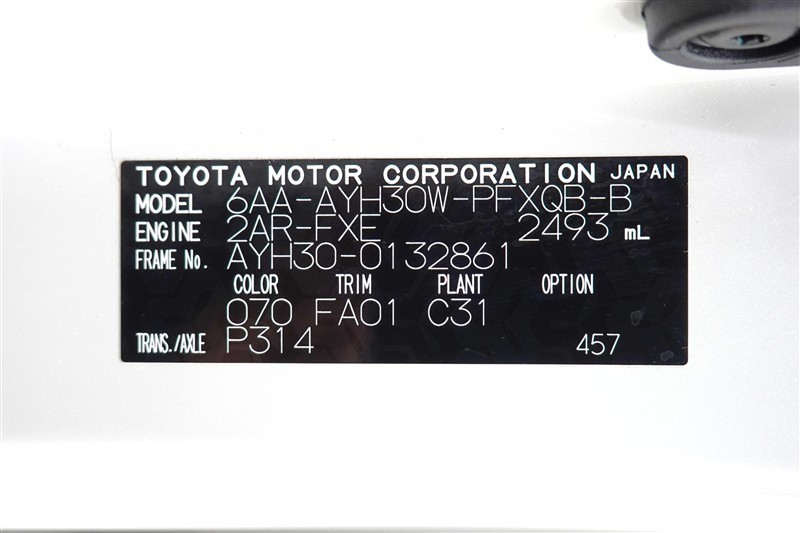 TOYOTA MOTOR CORPORATION JAPAN
MODEL 6AA-AYH30W-PFXQB-B
ENGINE 2AR-FXE 2493 mL
FRAME No. AYH30-0132861
COLOR TRIM PLANT OPTION
070 FA01 C31
TRANS./AXLE P314 457